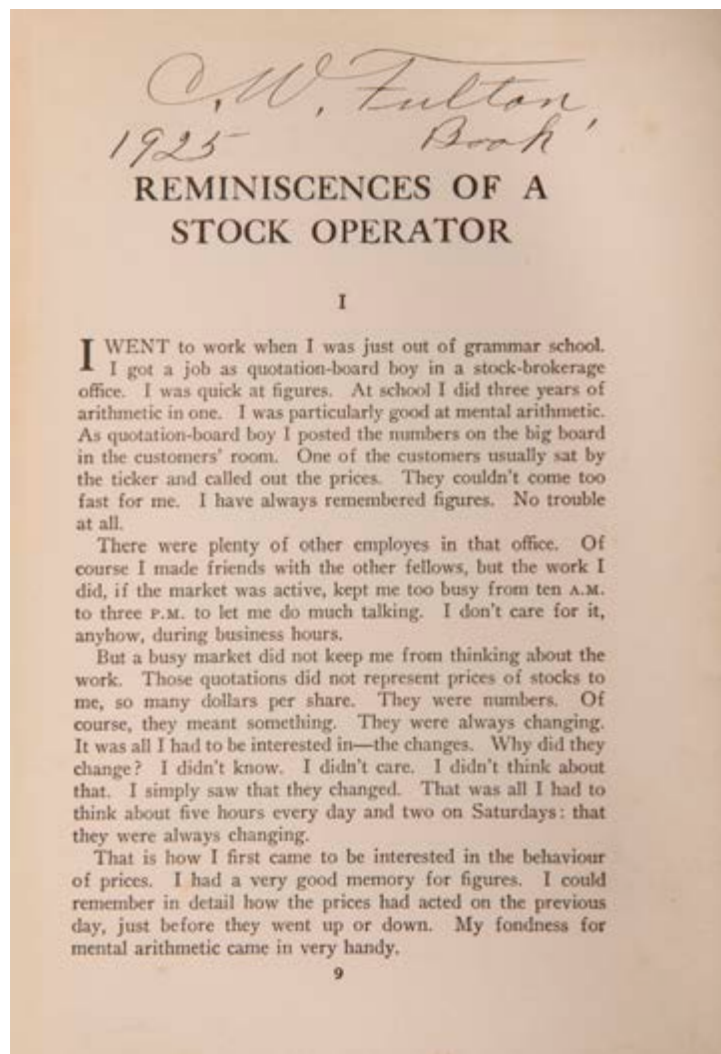 C. W. Fulton,
1925 Book
REMINISCENCES OF A
STOCK OPERATOR
I
I WENT to work when I was just out of grammar school.
I got a job as quotation-board boy in a stock-brokerage
office. I was quick at figures. At school I did three years of
arithmetic in one. I was particularly good at mental arithmetic.
As quotation-board boy I posted the numbers on the big board
in the customers' room. One of the customers usually sat by
the ticker and called out the prices. They couldn't come too
fast for me. I have always remembered figures. No trouble
at all.
There were plenty of other employes in that office. Of
course I made friends with the other fellows, but the work I
did, if the market was active, kept me too busy from ten A.M.
to three P.M. to let me do much talking. I don't care for it,
anyhow, during business hours.
But a busy market did not keep me from thinking about the
work. Those quotations did not represent prices of stocks to
me, so many dollars per share. They were numbers. Of
course, they meant something. They were always changing.
It was all I had to be interested in—the changes. Why did they
change? I didn't know. I didn't care. I didn't think about
that. I simply saw that they changed. That was all I had to
think about five hours every day and two on Saturdays: that
they were always changing.
That is how I first came to be interested in the behaviour
of prices. I had a very good memory for figures. I could
remember in detail how the prices had acted on the previous
day, just before they went up or down. My fondness for
mental arithmetic came in very handy.
9